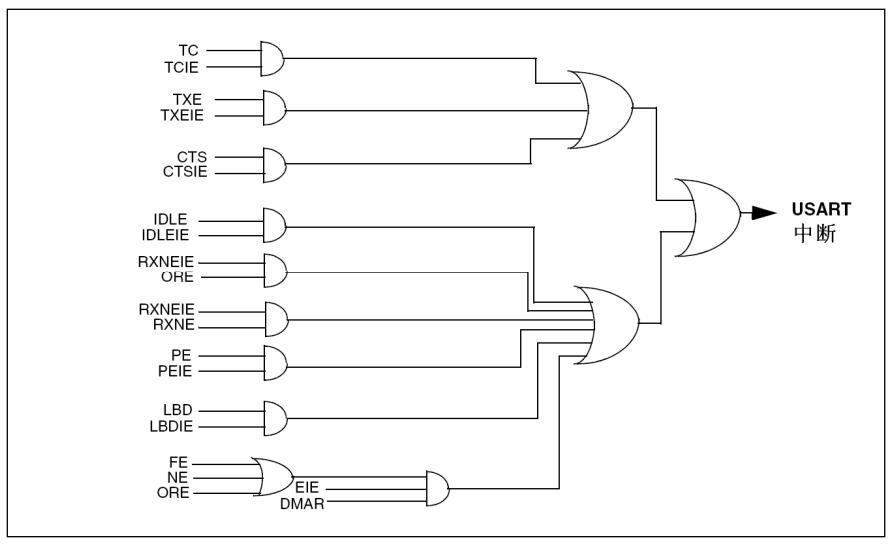 TC
TCIE
TXE
TXEIE
CTS
CTSIE
IDLE
IDLEIE
RXNEIE
ORE
RXNEIE
RXNE
PE
PEIE
LBD
LBDIE
FE
NE
ORE
EIE
DMAR
USART
中断